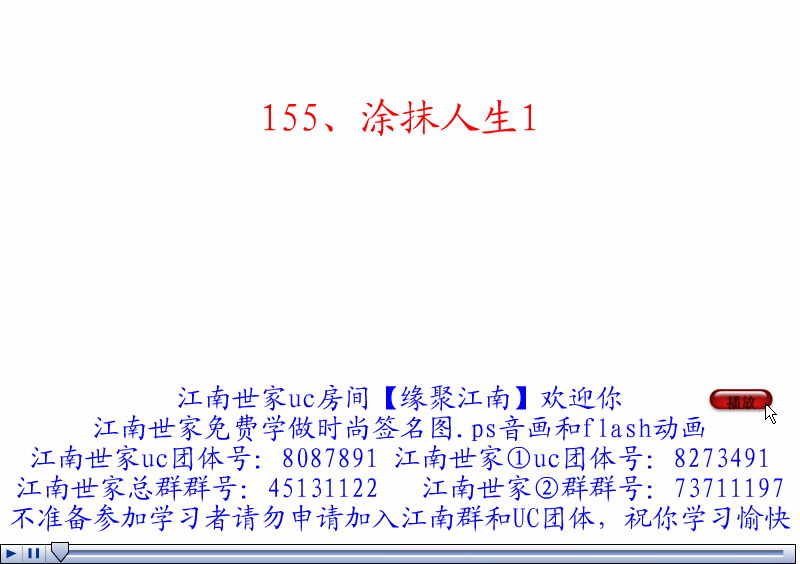 155、涂抹人生1
江南世家uc房间【缘聚江南】欢迎你
播放
江南世家免费学做时尚签名图.ps音画和flash动画
江南世家uc团体号：8087891 江南世家①uc团体号：8273491
江南世家总群群号：45131122 江南世家②群群号：73711197
不准备参加学习者请勿申请加入江南群和UC团体，祝你学习愉快